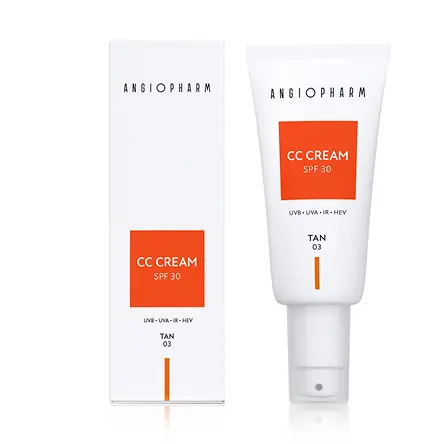 ANGIOPHARM
CC CREAM
SPF 30
UVB • UVA • IR • HEV
TAN
03
ANGIOPHARM
CC CREAM
SPF 30
UVB • UVA • IR • HEV
TAN
03